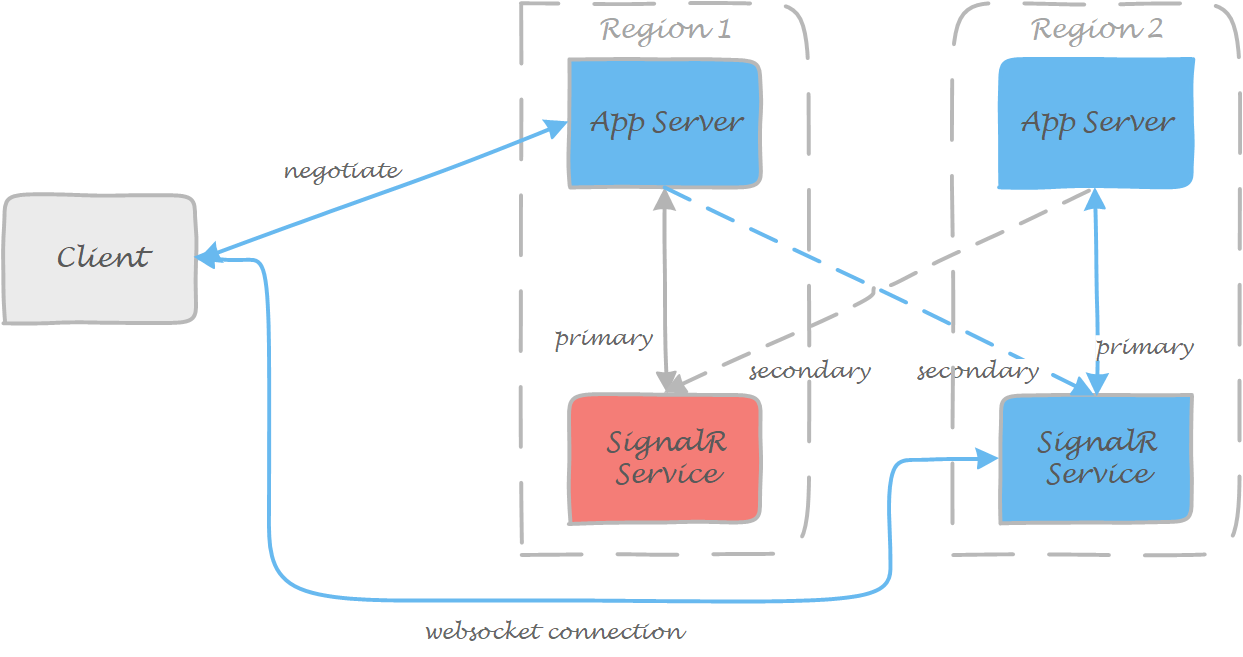 Region 1
Region 2
App Server
App Server
negotiate
Client
primary
primary
secondary
secondary
SignalR
Service
SignalR
Service
websocket connection